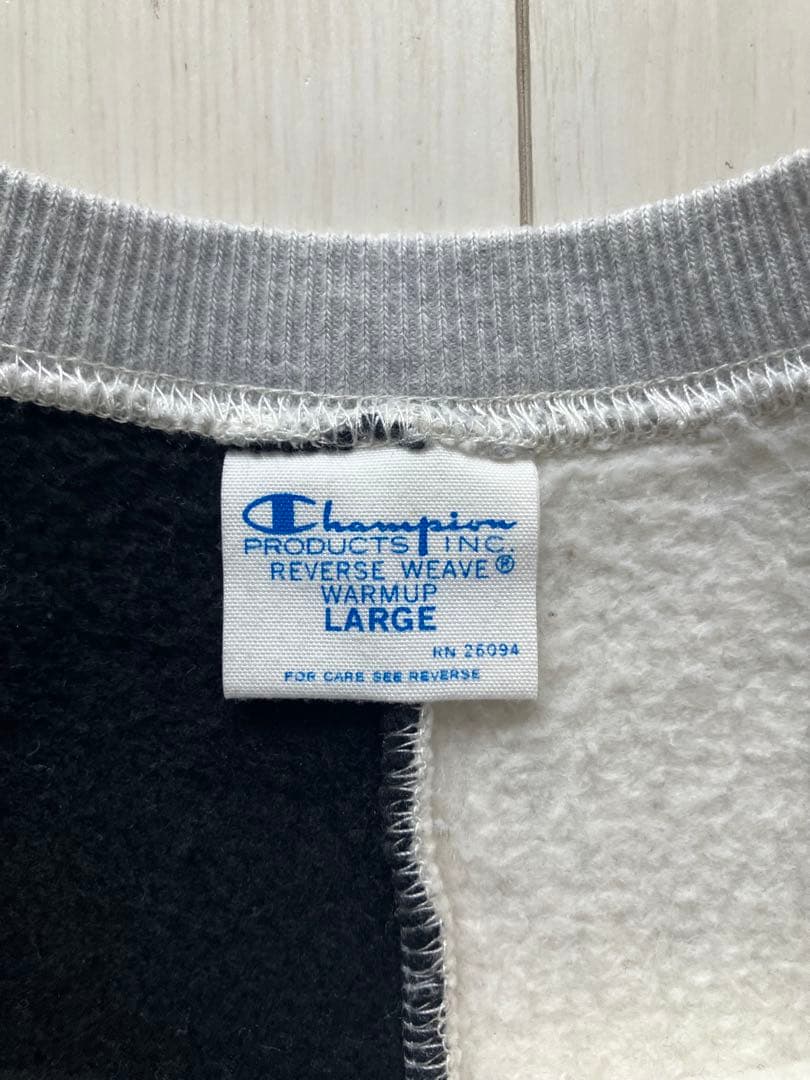 Champion
PRODUCTS INC.
REVERSE WEAVE®
WARMUP
LARGE
RN 26094
FOR CARE SEE REVERSE